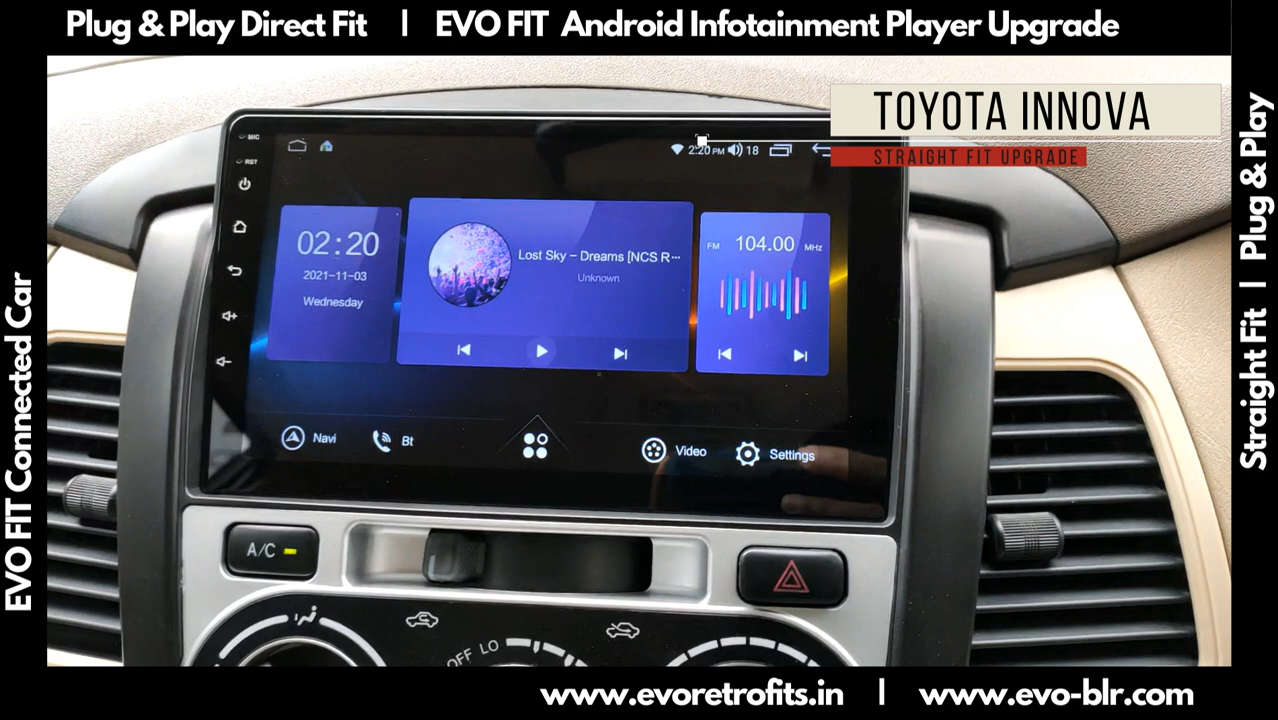 Plug & Play Direct Fit | EVO FIT Android Infotainment Player Upgrade
TOYOTA INNOVA
STRAIGHT FIT UPGRADE
EVO FIT Connected Car
Straight Fit | Plug & Play
MIC
RST
2:20 PM 18
02:20
2021-11-03
Wednesday
Lost Sky – Dreams [NCS R...
Unknown
FM 104.00 MHz
Navi
Bt
Video
Settings
A/C
OFF LO
www.evoretrofits.in | www.evo-blr.com